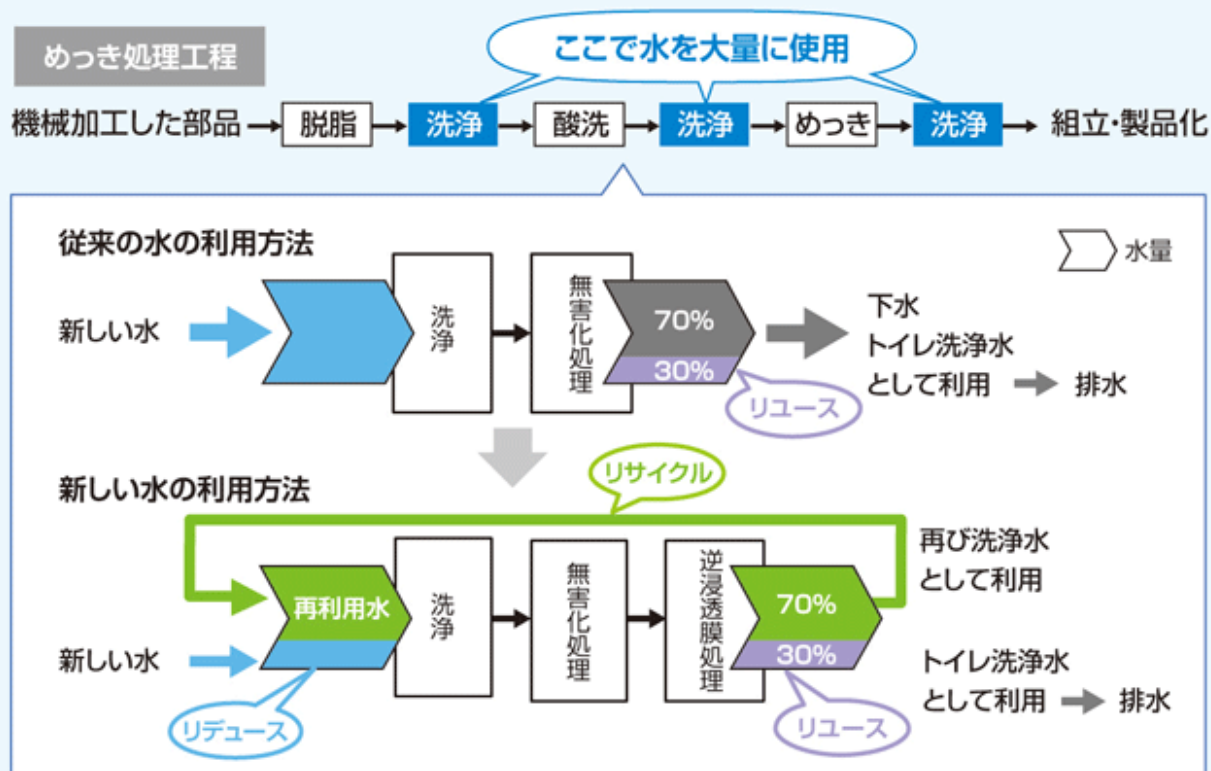 めっき処理工程
ここで水を大量に使用
機械加工した部品
脱脂
洗浄
酸洗
洗浄
めっき
洗浄
組立・製品化
従来の水の利用方法
水量
新しい水
洗浄
無害化処理
70%
30%
リユース
下水
トイレ洗浄水
として利用
排水
新しい水の利用方法
リサイクル
再利用水
新しい水
リデュース
洗浄
無害化処理
逆浸透膜処理
70%
30%
リユース
再び洗浄水
として利用
トイレ洗浄水
として利用
排水